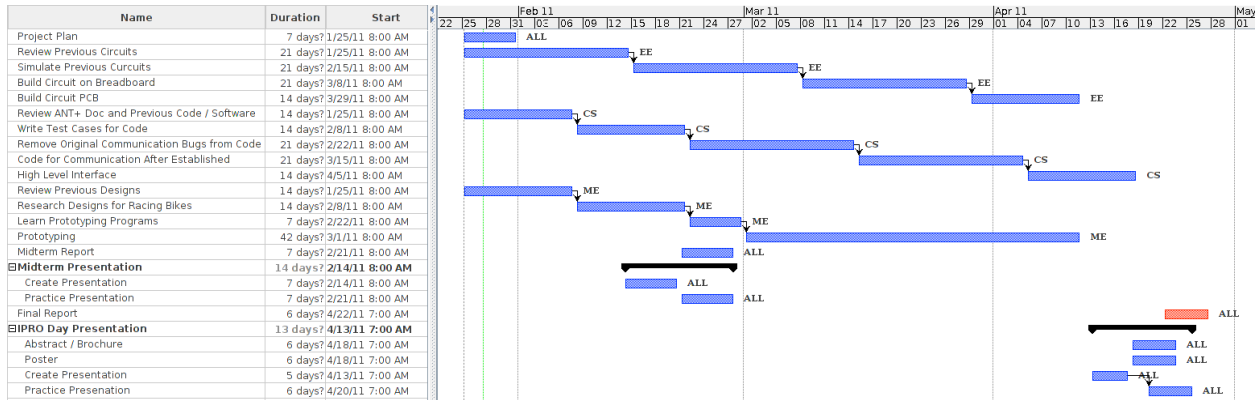 Name Duration Start Feb 11 Mar 11 Apr 11 May
22 25 28 31 03 06 09 12 15 18 21 24 27 02 05 08 11 14 17 20 23 26 29 01 04 07 10 13 16 19 22 25 28 01
Project Plan 7 days? 1/25/11 8:00 AM ALL
Review Previous Circuits 21 days? 1/25/11 8:00 AM EE
Simulate Previous Curcuits 21 days? 2/15/11 8:00 AM EE
Build Circuit on Breadboard 21 days? 3/8/11 8:00 AM EE
Build Circuit PCB 14 days? 3/29/11 8:00 AM EE
Review ANT+ Doc and Previous Code / Software 14 days? 1/25/11 8:00 AM CS
Write Test Cases for Code 14 days? 2/8/11 8:00 AM CS
Remove Original Communication Bugs from Code 21 days? 2/22/11 8:00 AM CS
Code for Communication After Established 21 days? 3/15/11 8:00 AM CS
High Level Interface 14 days? 4/5/11 8:00 AM CS
Review Previous Designs 14 days? 1/25/11 8:00 AM ME
Research Designs for Racing Bikes 14 days? 2/8/11 8:00 AM ME
Learn Prototyping Programs 7 days? 2/22/11 8:00 AM ME
Prototyping 42 days? 3/1/11 8:00 AM ME
Midterm Report 7 days? 2/21/11 8:00 AM ALL
Midterm Presentation 14 days? 2/14/11 8:00 AM
Create Presentation 7 days? 2/14/11 8:00 AM ALL
Practice Presentation 7 days? 2/21/11 8:00 AM ALL
Final Report 6 days? 4/22/11 7:00 AM ALL
IPRO Day Presentation 13 days? 4/13/11 7:00 AM
Abstract / Brochure 6 days? 4/18/11 7:00 AM ALL
Poster 6 days? 4/18/11 7:00 AM ALL
Create Presentation 5 days? 4/13/11 7:00 AM ALL
Practice Presenation 6 days? 4/20/11 7:00 AM ALL